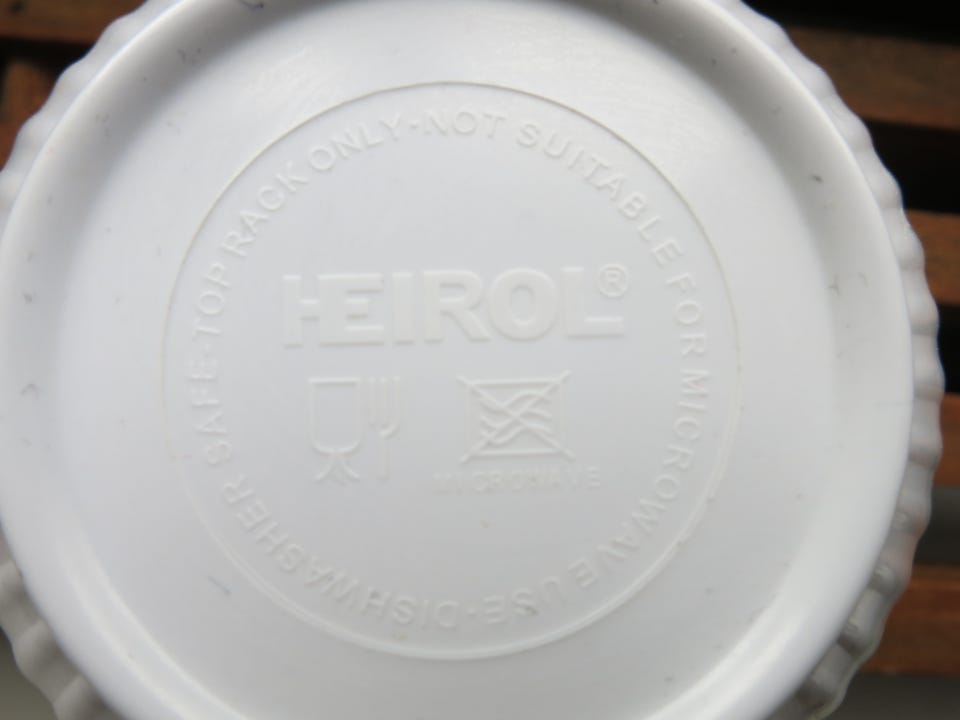 DISHWASHER SAFE-TOP RACK ONLY-NOT SUITABLE FOR MICROWAVE USE-
HEIROL®
MICROWAVE